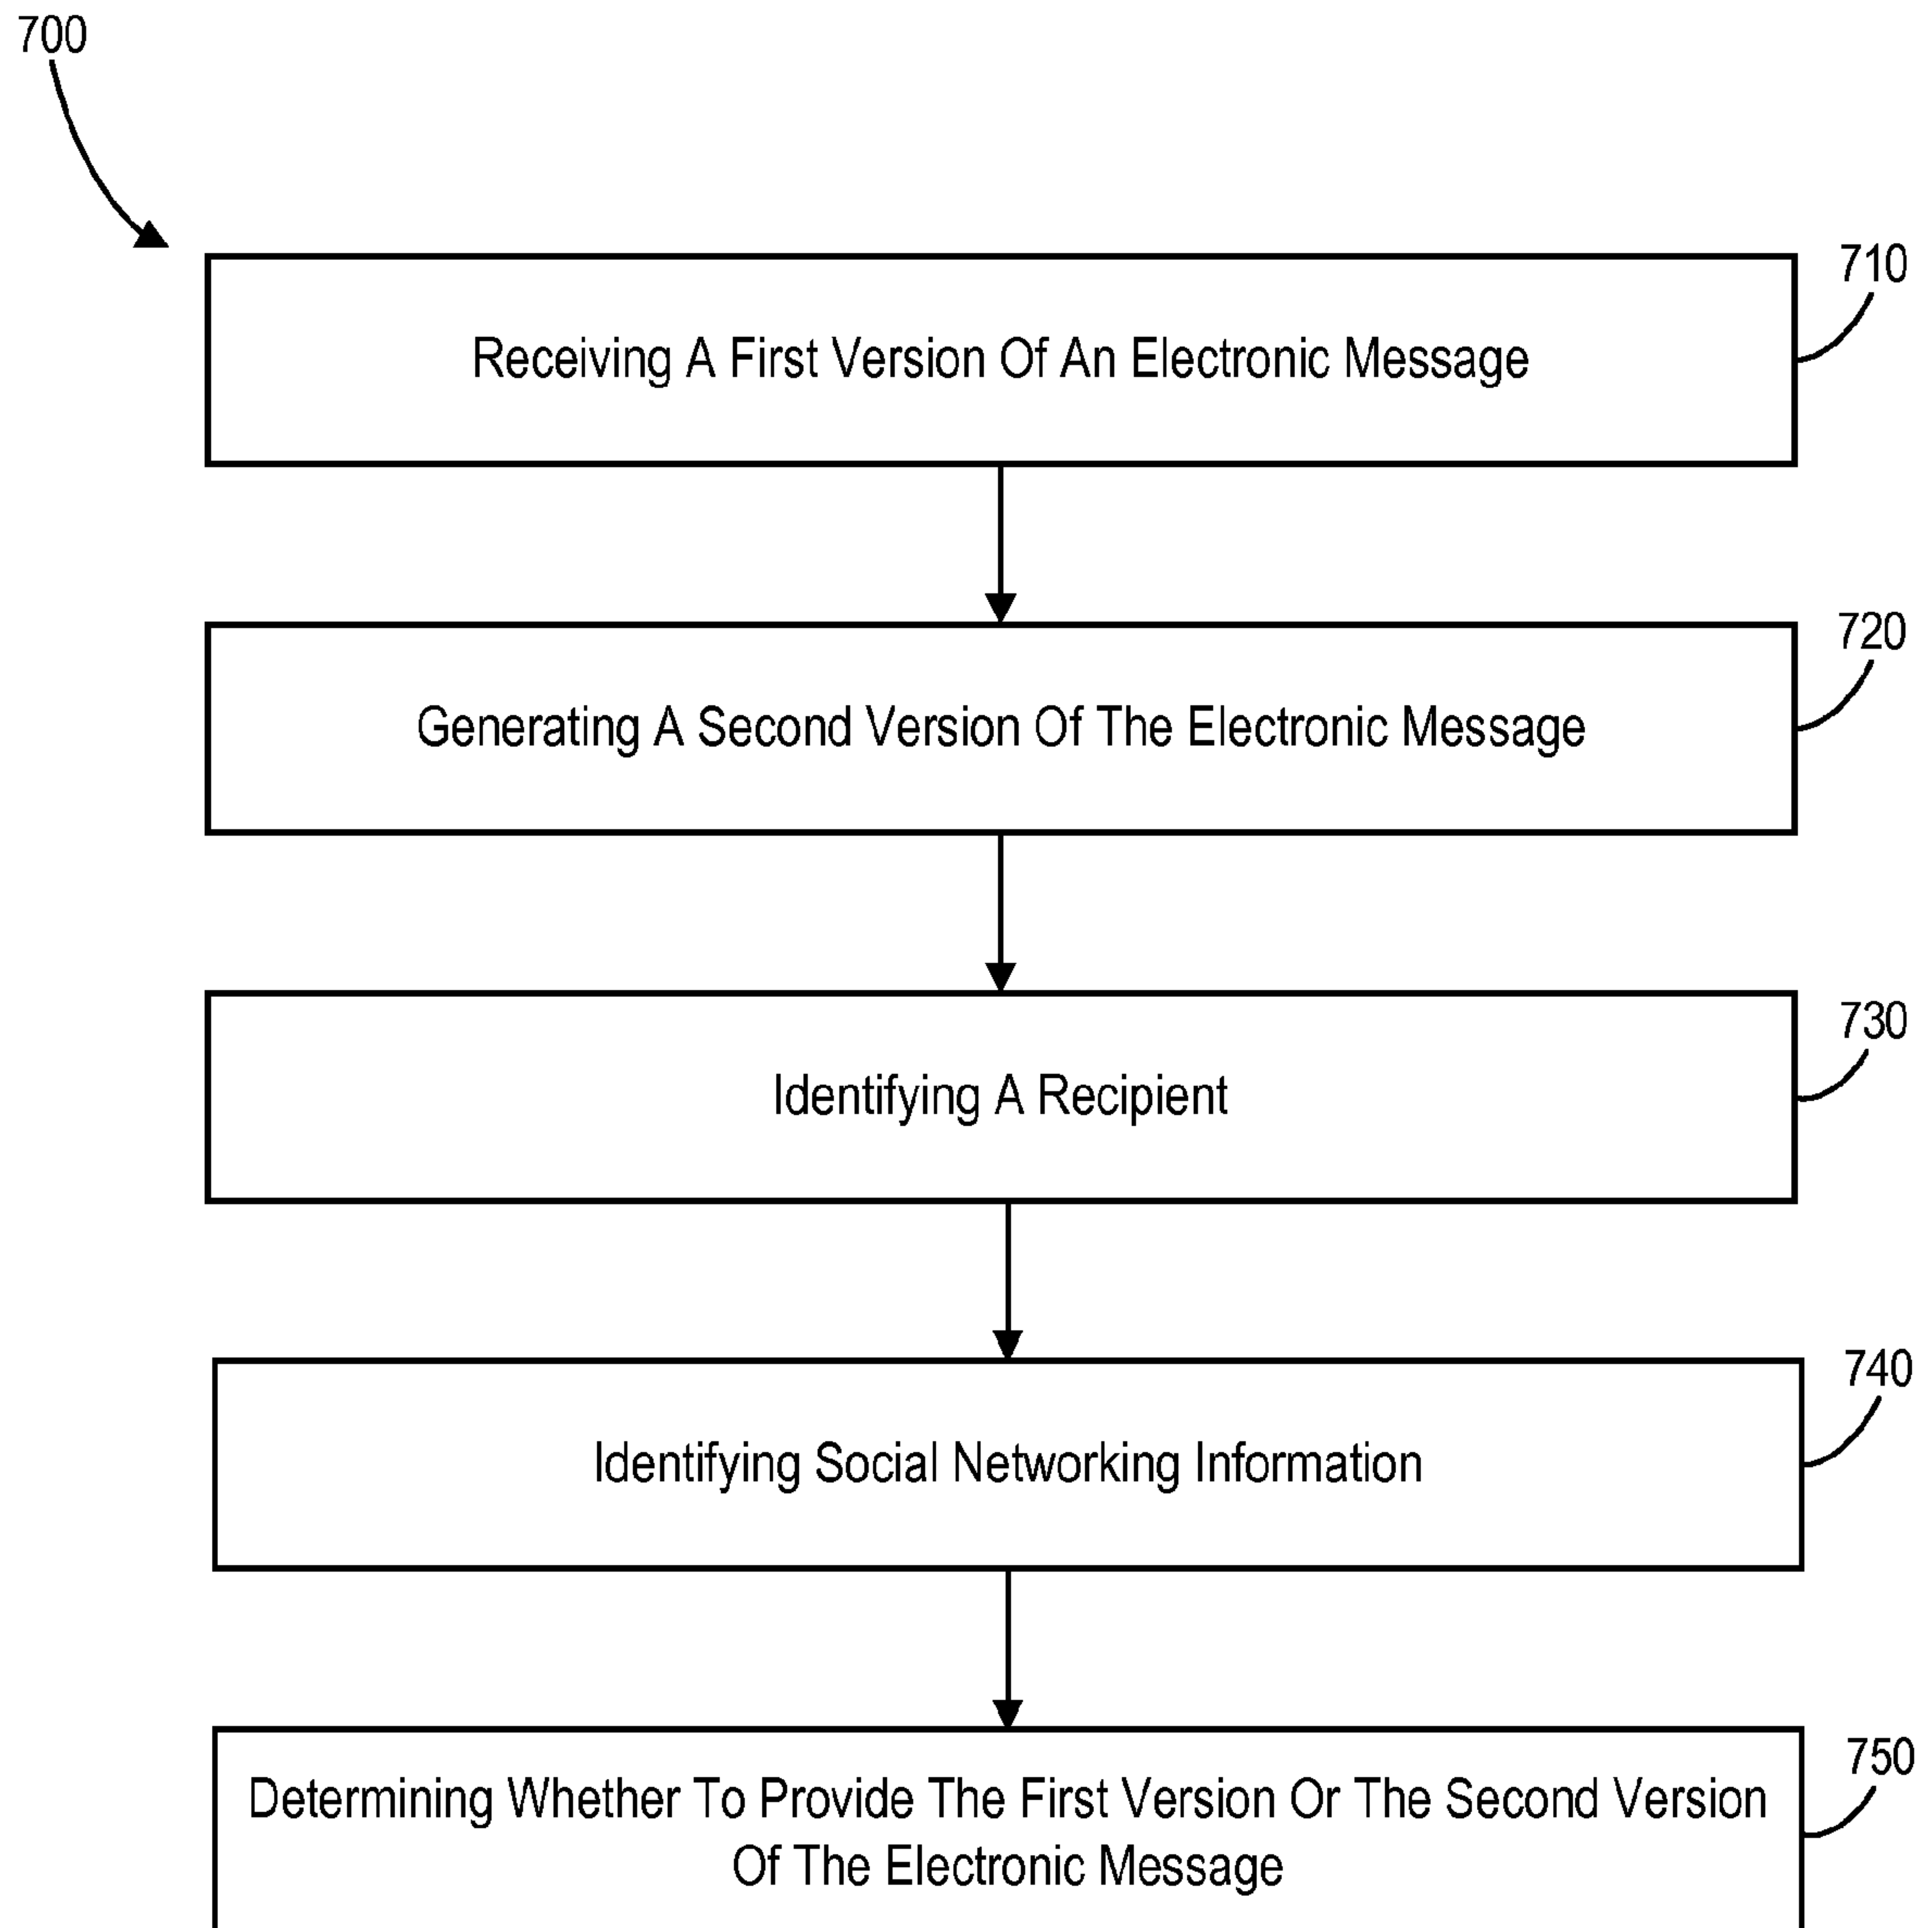 700
710
Receiving A First Version Of An Electronic Message
720
Generating A Second Version Of The Electronic Message
730
Identifying A Recipient
740
Identifying Social Networking Information
750
Determining Whether To Provide The First Version Or The Second Version
Of The Electronic Message